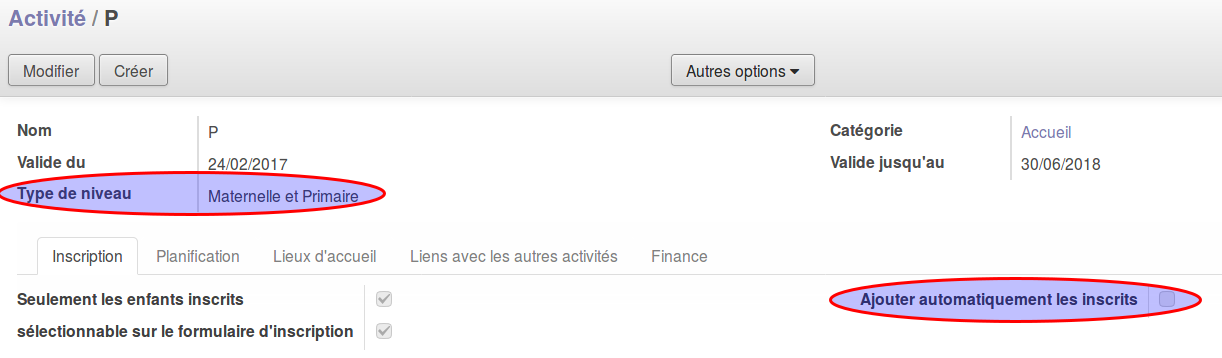 Activité / P
Modifier Créer Autres options
Nom P Catégorie Accueil
Valide du 24/02/2017 Valide jusqu'au 30/06/2018
Type de niveau Maternelle et Primaire
Inscription Planification Lieux d'accueil Liens avec les autres activités Finance
Seulement les enfants inscrits Ajouter automatiquement les inscrits
sélectionnable sur le formulaire d'inscription